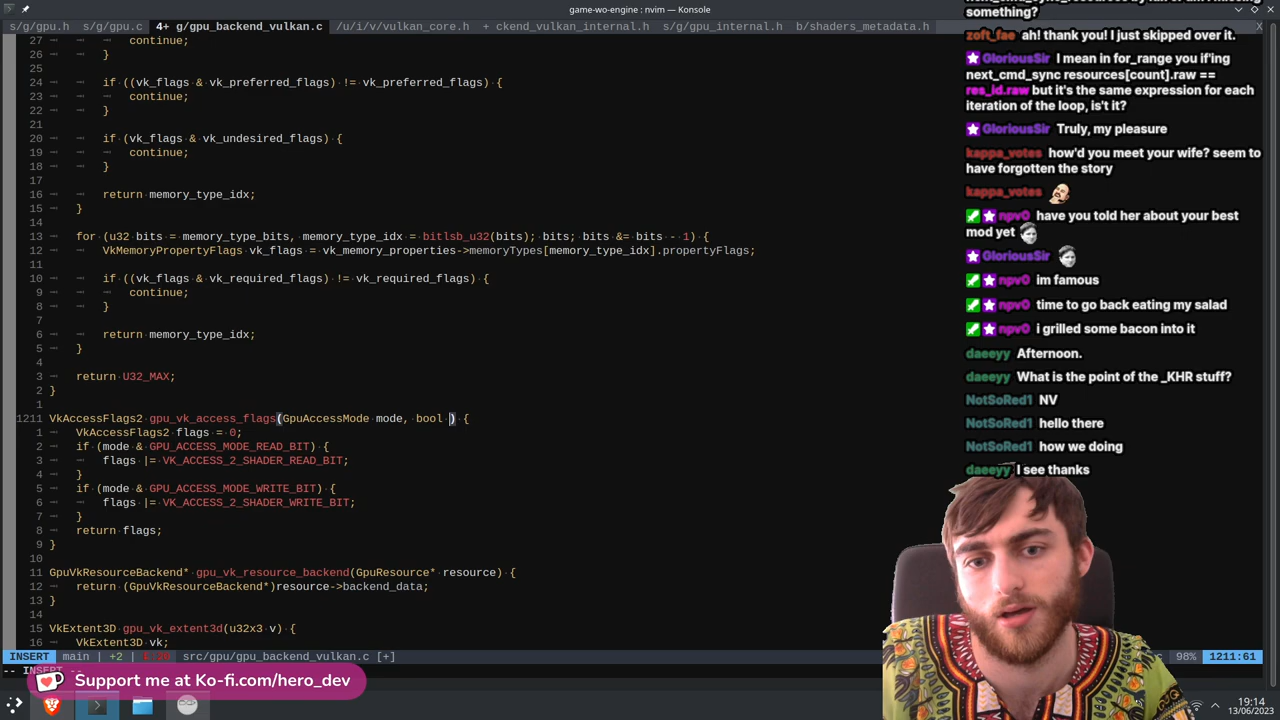 game-wo-engine : nvim — Konsole
s/g/gpu.h s/g/gpu.c 4+ g/gpu_backend_vulkan.c /u/i/v/vulkan_core.h + ckend_vulkan_internal.h s/g/gpu_internal.h b/shaders_metadata.h X
27 continue;
26 }
25
24 if ((vk_flags & vk_preferred_flags) != vk_preferred_flags) {
23 continue;
22 }
21
20 if (vk_flags & vk_undesired_flags) {
19 continue;
18 }
17
16 return memory_type_idx;
15 }
14
13 for (u32 bits = memory_type_bits, memory_type_idx = bitlsb_u32(bits); bits; bits &= bits - 1) {
12 VkMemoryPropertyFlags vk_flags = vk_memory_properties->memoryTypes[memory_type_idx].propertyFlags;
11
10 if ((vk_flags & vk_required_flags) != vk_required_flags) {
9 continue;
8 }
7
6 return memory_type_idx;
5 }
4
3 return U32_MAX;
2 }
1
1211 VkAccessFlags2 gpu_vk_access_flags(GpuAccessMode mode, bool ) {
1 VkAccessFlags2 flags = 0;
2 if (mode & GPU_ACCESS_MODE_READ_BIT) {
3 flags |= VK_ACCESS_2_SHADER_READ_BIT;
4 }
5 if (mode & GPU_ACCESS_MODE_WRITE_BIT) {
6 flags |= VK_ACCESS_2_SHADER_WRITE_BIT;
7 }
8 return flags;
9 }
10
11 GpuVkResourceBackend* gpu_vk_resource_backend(GpuResource* resource) {
12 return (GpuVkResourceBackend*)resource->backend_data;
13 }
14
15 VkExtent3D gpu_vk_extent3d(u32x3 v) {
16 VkExtent3D vk;
INSERT main | +2 | src/gpu/gpu_backend_vulkan.c [+] 98% 1211:61
-- INSERT --
Support me at Ko-fi.com/hero_dev
something?
zoft_fae ah! thank you! I just skipped over it.
GloriousSir I mean in for_range you if'ing
next_cmd_sync resources[count].raw ==
res_id.raw but it's the same expression for each
iteration of the loop, is't it?
GloriousSir Truly, my pleasure
kappa_votes how'd you meet your wife? seem to
have forgotten the story
kappa_votes
npv0 have you told her about your best
mod yet
GloriousSir
npv0 im famous
npv0 time to go back eating my salad
npv0 i grilled some bacon into it
daeeyy Afternoon.
daeeyy What is the point of the _KHR stuff?
NotSoRed1 NV
NotSoRed1 hello there
NotSoRed1 how we doing
daeeyy I see thanks
19:14
13/06/2023